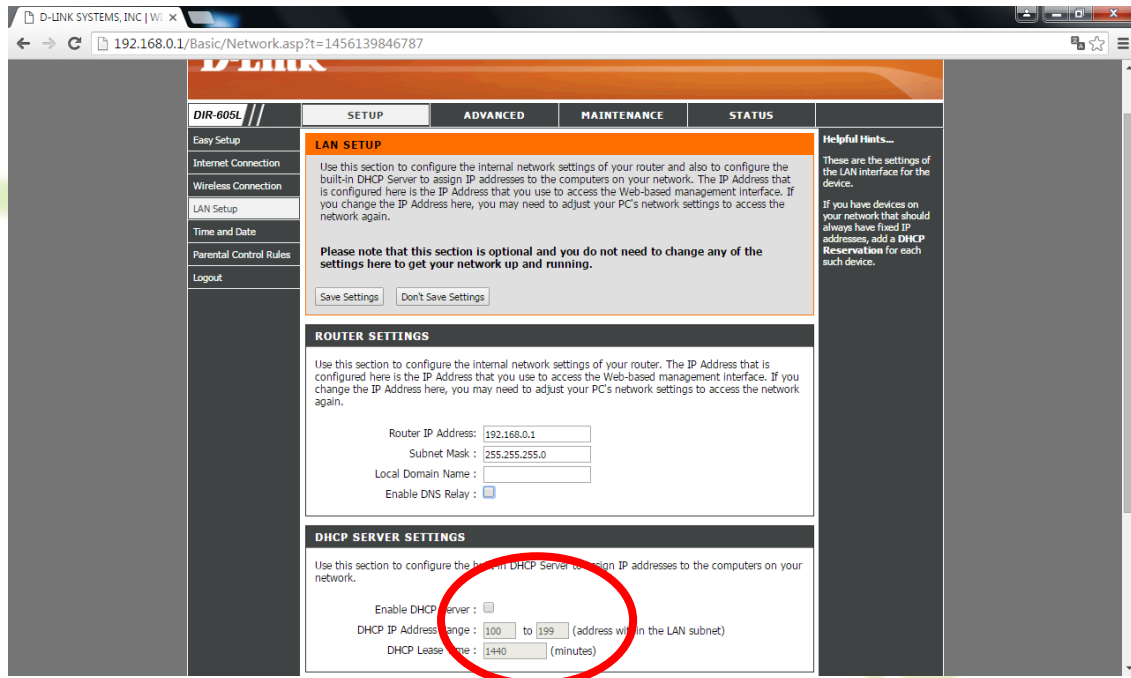 D-LINK SYSTEMS, INC | WI
192.168.0.1/Basic/Network.asp?t=1456139846787
D-Link
DIR-605L
SETUP
ADVANCED
MAINTENANCE
STATUS
Easy Setup
Internet Connection
Wireless Connection
LAN Setup
Time and Date
Parental Control Rules
Logout
LAN SETUP
Use this section to configure the internal network settings of your router and also to configure the
built-in DHCP Server to assign IP addresses to the computers on your network. The IP Address that
is configured here is the IP Address that you use to access the Web-based management interface. If
you change the IP Address here, you may need to adjust your PC's network settings to access the
network again.
Please note that this section is optional and you do not need to change any of the
settings here to get your network up and running.
Save Settings
Don't Save Settings
ROUTER SETTINGS
Use this section to configure the internal network settings of your router. The IP Address that is
configured here is the IP Address that you use to access the Web-based management interface. If you
change the IP Address here, you may need to adjust your PC's network settings to access the network
again.
Router IP Address: 192.168.0.1
Subnet Mask : 255.255.255.0
Local Domain Name :
Enable DNS Relay :
DHCP SERVER SETTINGS
Use this section to configure the built-in DHCP Server to assign IP addresses to the computers on your
network.
Enable DHCP Server :
DHCP IP Address Range : 100 to 199 (address within the LAN subnet)
DHCP Lease Time : 1440 (minutes)
Helpful Hints...
These are the settings of
the LAN interface for the
device.
If you have devices on
your network that should
always have fixed IP
addresses, add a DHCP
Reservation for each
such device.